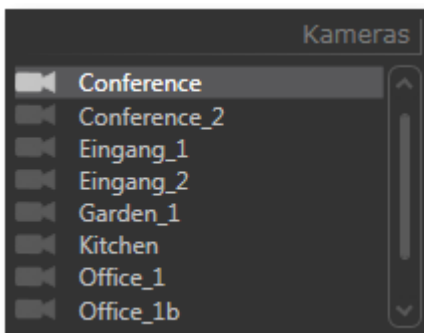 Kameras
Conference
Conference_2
Eingang_1
Eingang_2
Garden_1
Kitchen
Office_1
Office_1b